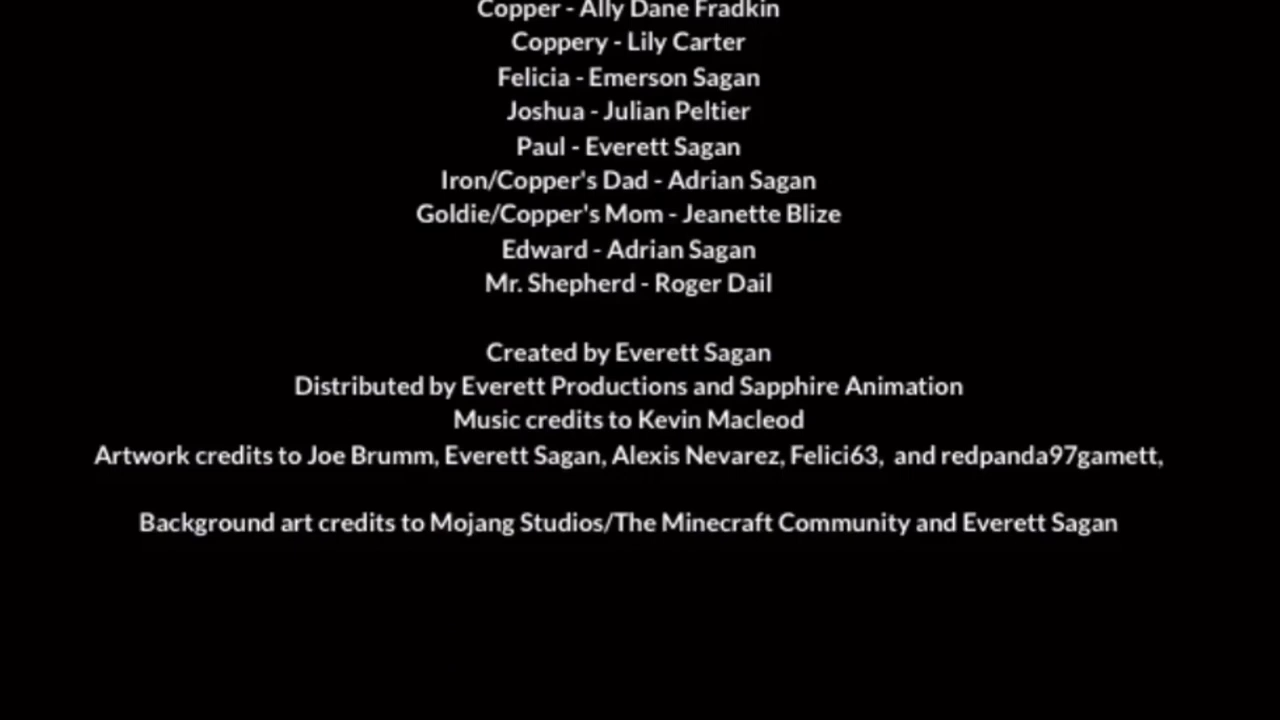 Copper - Ally Dane Fradkin
Coppery - Lily Carter
Felicia - Emerson Sagan
Joshua - Julian Peltier
Paul - Everett Sagan
Iron/Copper's Dad - Adrian Sagan
Goldie/Copper's Mom - Jeanette Blize
Edward - Adrian Sagan
Mr. Shepherd - Roger Dail
Created by Everett Sagan
Distributed by Everett Productions and Sapphire Animation
Music credits to Kevin Macleod
Artwork credits to Joe Brumm, Everett Sagan, Alexis Nevarez, Felici63,  and redpanda97gamett,
Background art credits to Mojang Studios/The Minecraft Community and Everett Sagan